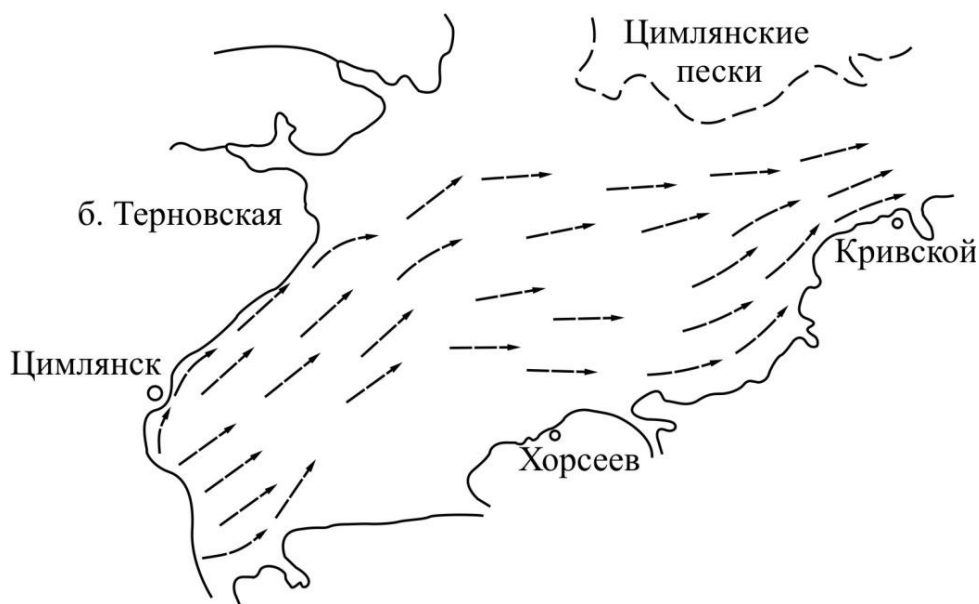 Цимлянские
пески
б. Терновская
Кривской
Цимлянск
Хорсеев